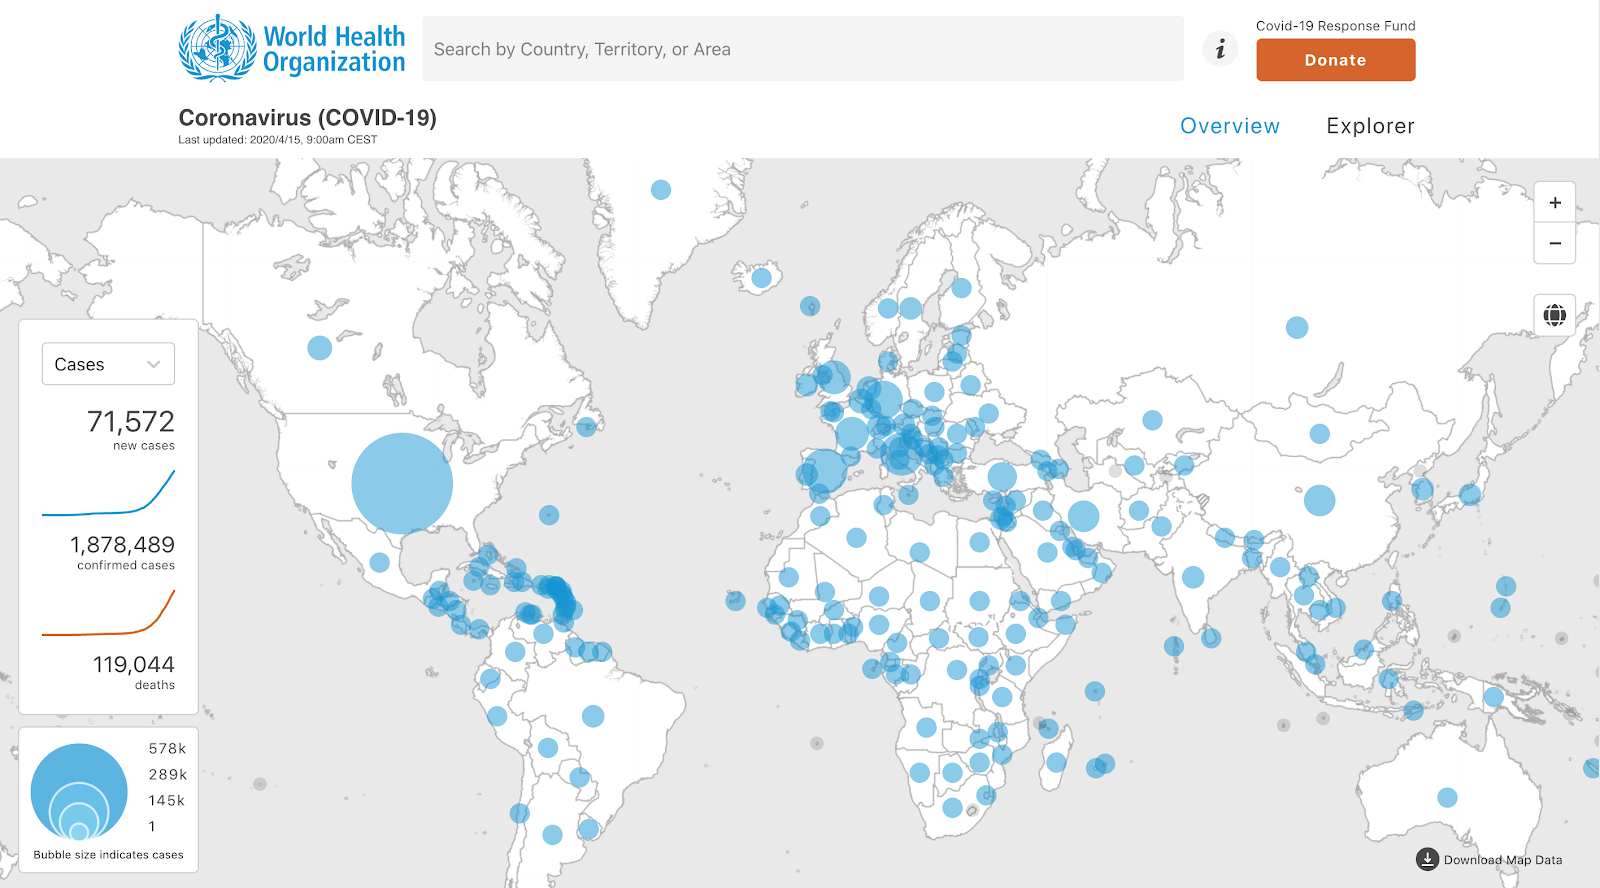 World Health
Organization
Search by Country, Territory, or Area
i
Covid-19 Response Fund
Donate
Coronavirus (COVID-19)
Last updated: 2020/4/15, 9:00am CEST
Overview
Explorer
+
−
Cases
71,572
new cases
1,878,489
confirmed cases
119,044
deaths
578k
289k
145k
1
Bubble size indicates cases
Download Map Data